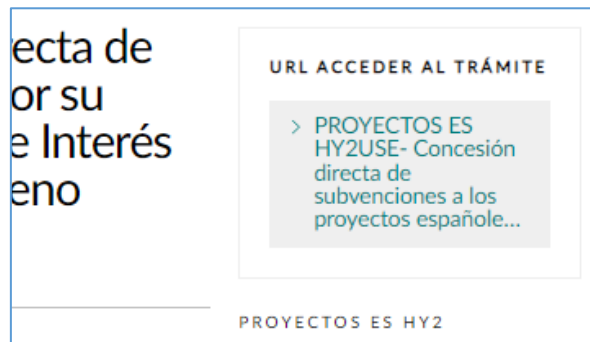 ecta de
or su
e Interés
eno
URL ACCEDER AL TRÁMITE
> PROYECTOS ES
HY2USE- Concesión
directa de
subvenciones a los
proyectos españole...
PROYECTOS ES HY2